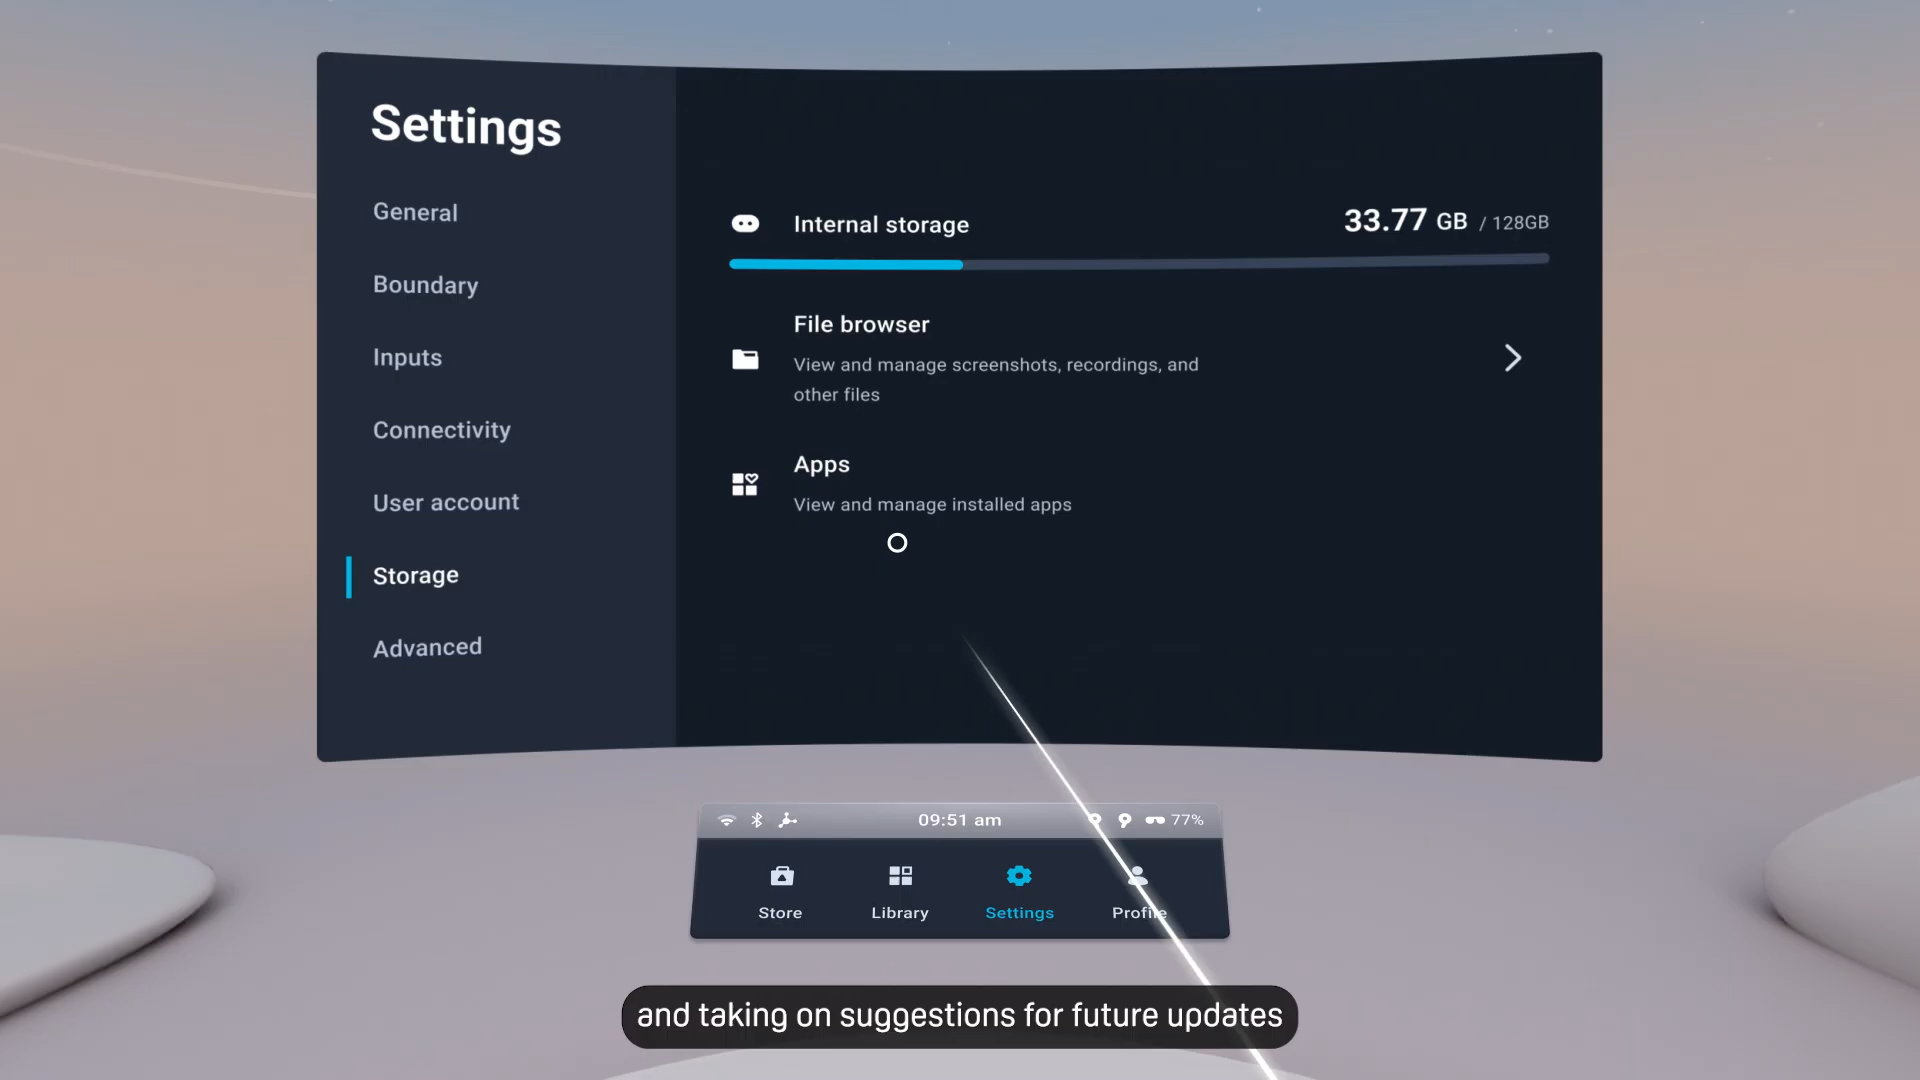 Settings
General
Boundary
Inputs
Connectivity
User account
Storage
Advanced
Internal storage
33.77 GB / 128GB
File browser
View and manage screenshots, recordings, and
other files
Apps
View and manage installed apps
09:51 am
77%
Store
Library
Settings
Profile
and taking on suggestions for future updates